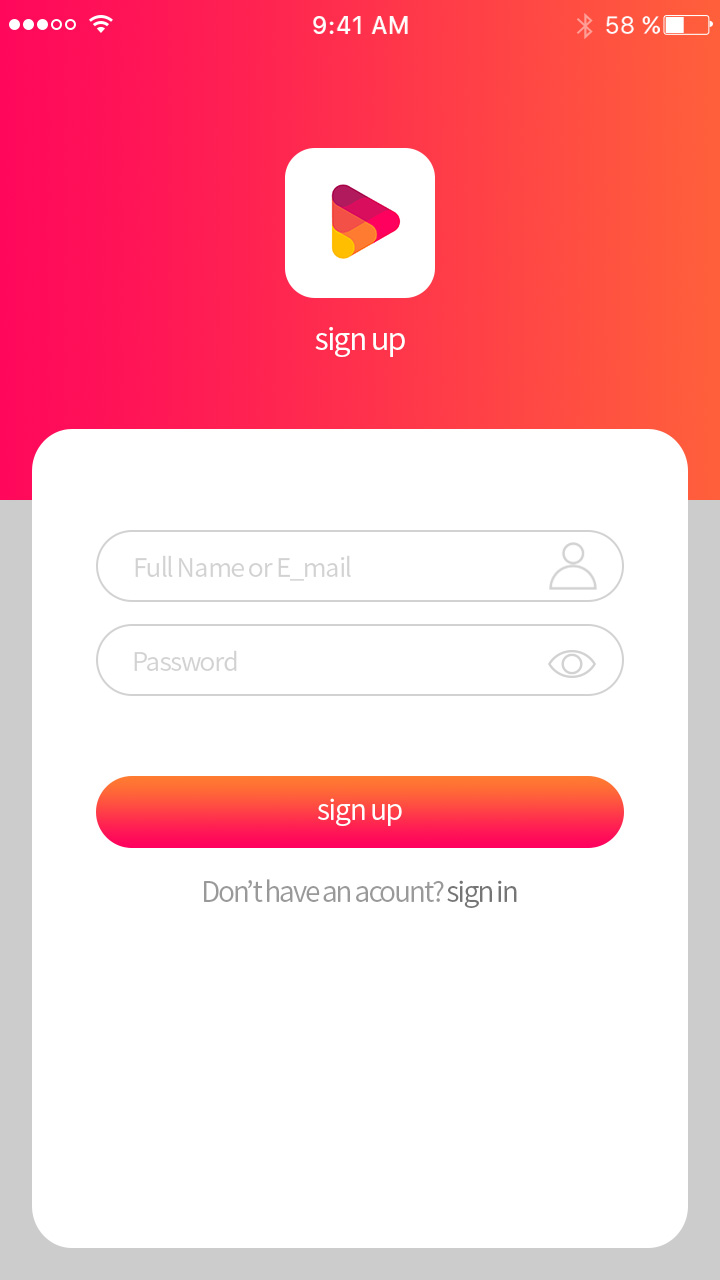 9:41 AM 58 %
sign up
Full Name or E_mail
Password
sign up
Don't have an acount? sign in